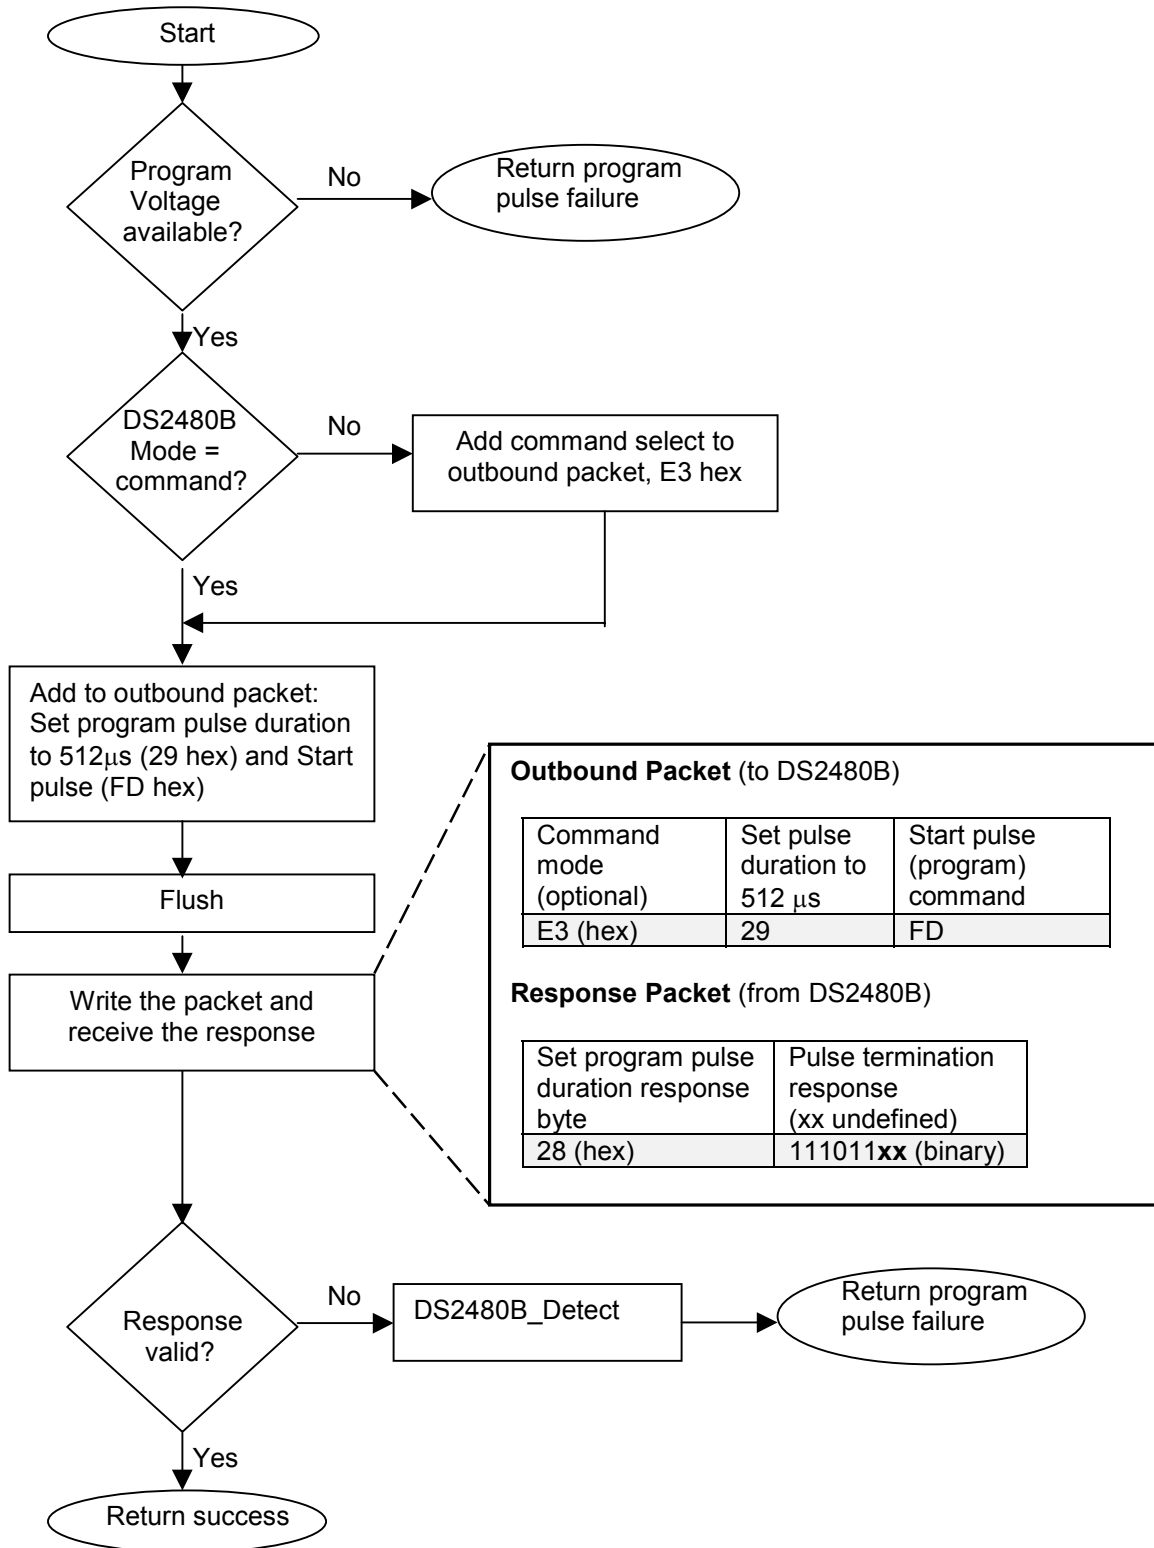 Start
Program
Voltage
available?
No
Return program
pulse failure
Yes
DS2480B
Mode =
command?
No
Add command select to
outbound packet, E3 hex
Yes
Add to outbound packet:
Set program pulse duration
to 512μs (29 hex) and Start
pulse (FD hex)
Flush
Write the packet and
receive the response
Outbound Packet (to DS2480B)
Command
mode
(optional)
Set pulse
duration to
512 μs
Start pulse
(program)
command
E3 (hex)
29
FD
Response Packet (from DS2480B)
Set program pulse
duration response
byte
Pulse termination
response
(xx undefined)
28 (hex)
111011xx (binary)
Response
valid?
No
DS2480B_Detect
Return program
pulse failure
Yes
Return success